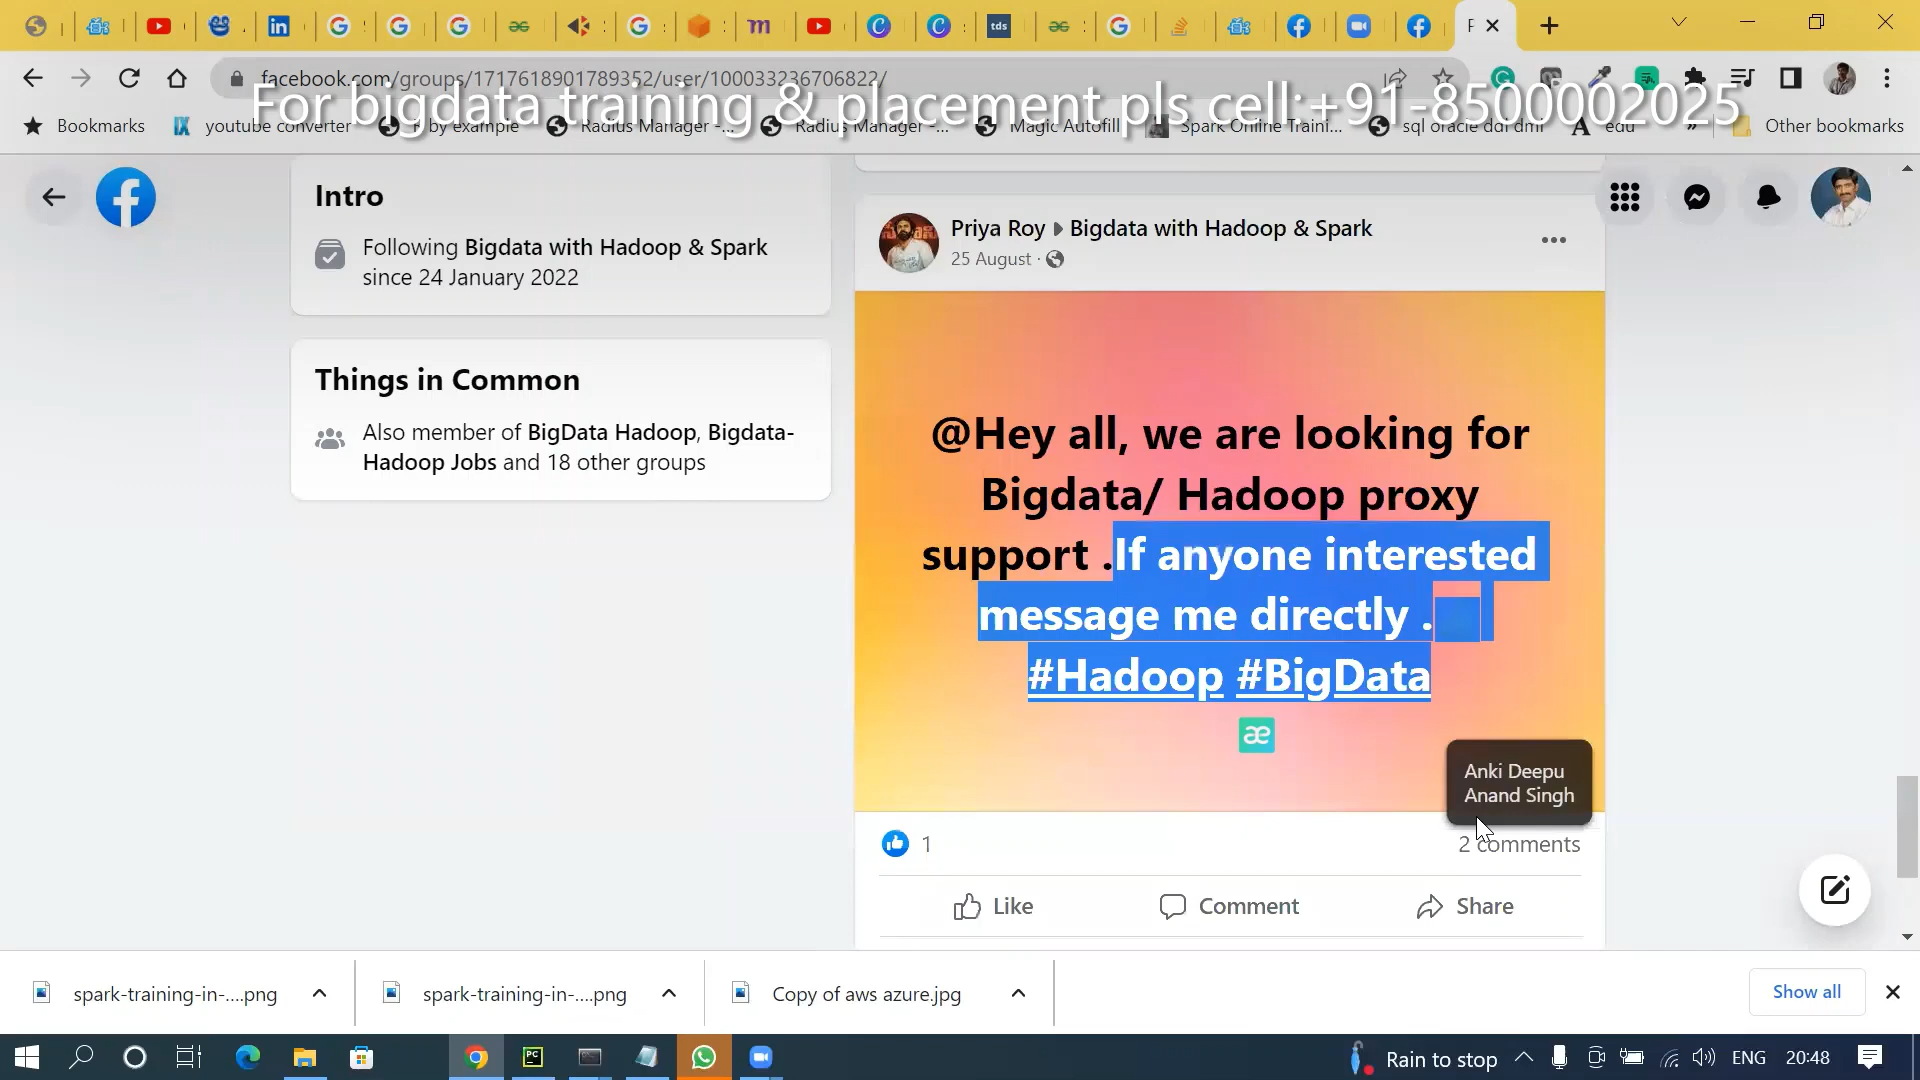 tds
m
F
facebook.com/groups/1717618901789352/user/100033236706822/
For bigdata training & placement pls cell:+91-8500002025
Bookmarks
youtube converter
R by example
Radius Manager -...
Radius Manager -...
Magic Autofill
Spark Online Traini...
sql oracle ddl dml
edu
»
Other bookmarks
Intro
Following Bigdata with Hadoop & Spark
since 24 January 2022
Things in Common
Also member of BigData Hadoop, Bigdata-
Hadoop Jobs and 18 other groups
Priya Roy ▸ Bigdata with Hadoop & Spark
25 August ·
@Hey all, we are looking for
Bigdata/ Hadoop proxy
support .If anyone interested
message me directly .
#Hadoop #BigData
æ
Anki Deepu
Anand Singh
1
2 comments
Like
Comment
Share
spark-training-in-....png
spark-training-in-....png
Copy of aws azure.jpg
Show all
PC
Rain to stop
ENG
20:48